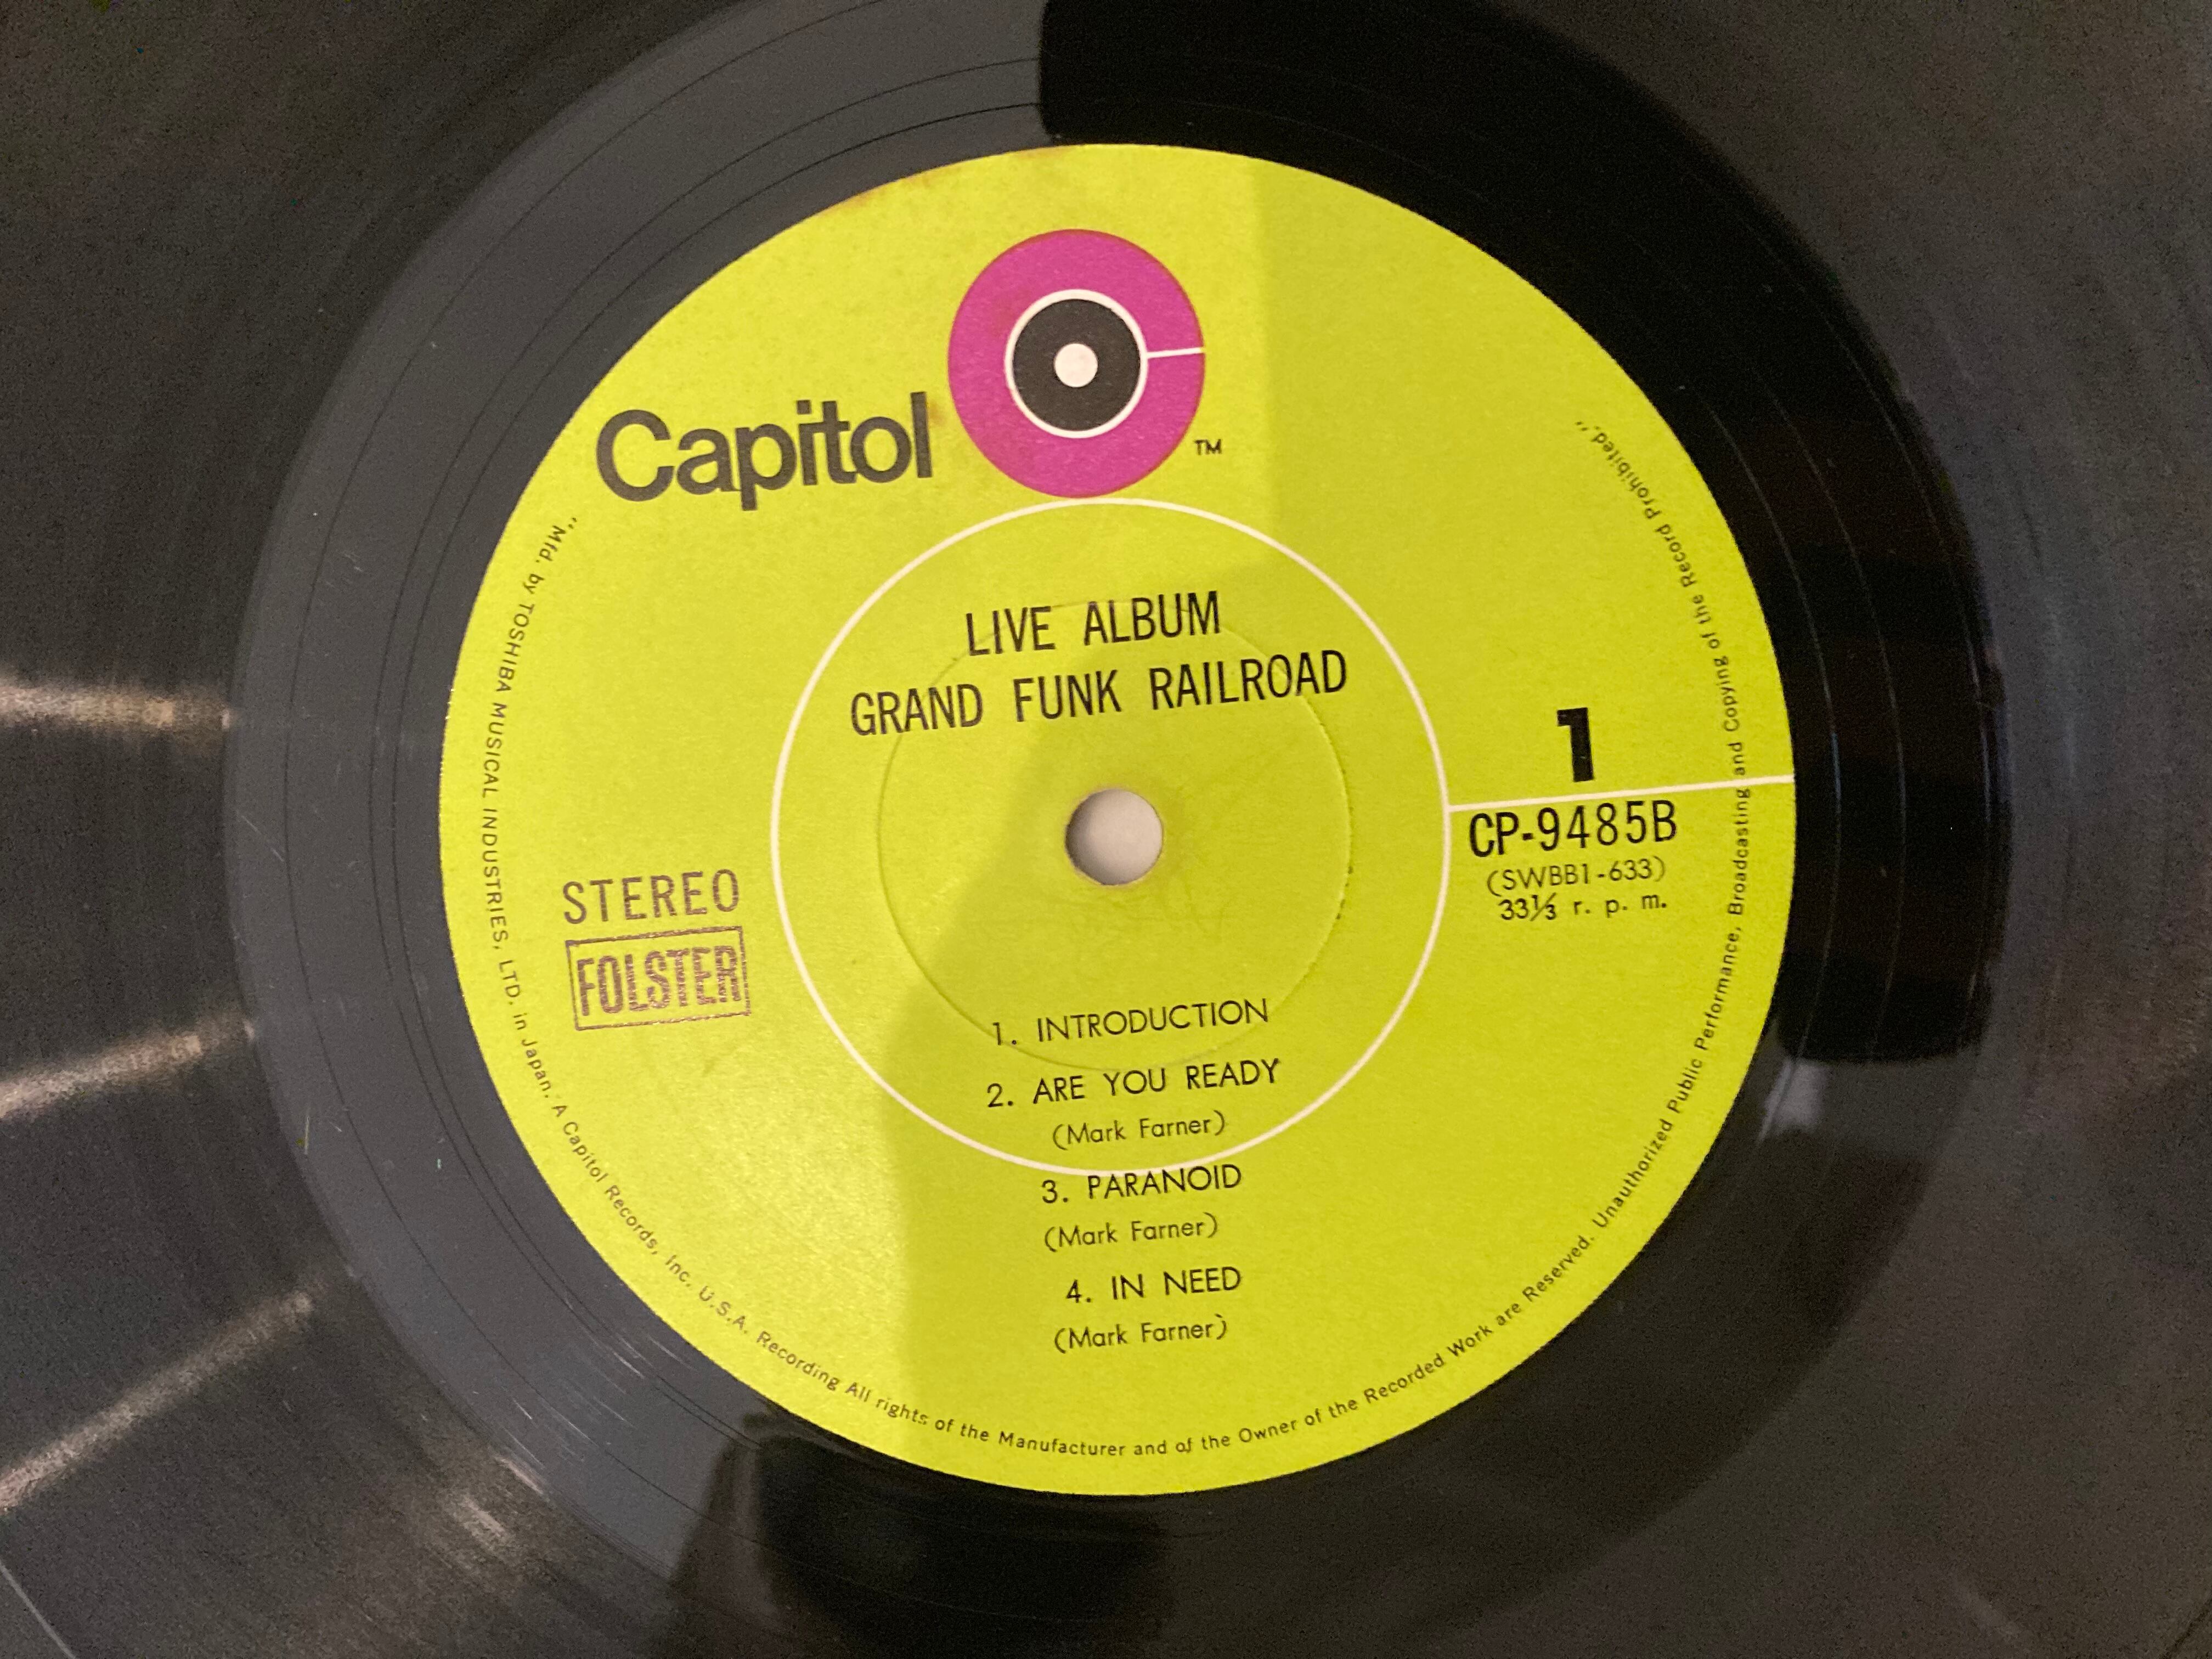 Capitol
TM
LIVE ALBUM
GRAND FUNK RAILROAD
1
CP-9485B
(SWBB1-633)
33⅓ r. p. m.
STEREO
FOLSTER
1. INTRODUCTION
2. ARE YOU READY
(Mark Farner)
3. PARANOID
(Mark Farner)
4. IN NEED
(Mark Farner)
"Mfd. by TOSHIBA MUSICAL INDUSTRIES, LTD. in Japan. A Capitol Records, Inc. U.S.A. Recording All rights of the Manufacturer and of the Owner of the Recorded Work are Reserved. Unauthorized Public Performance, Broadcasting and Copying of the Record Prohibited."